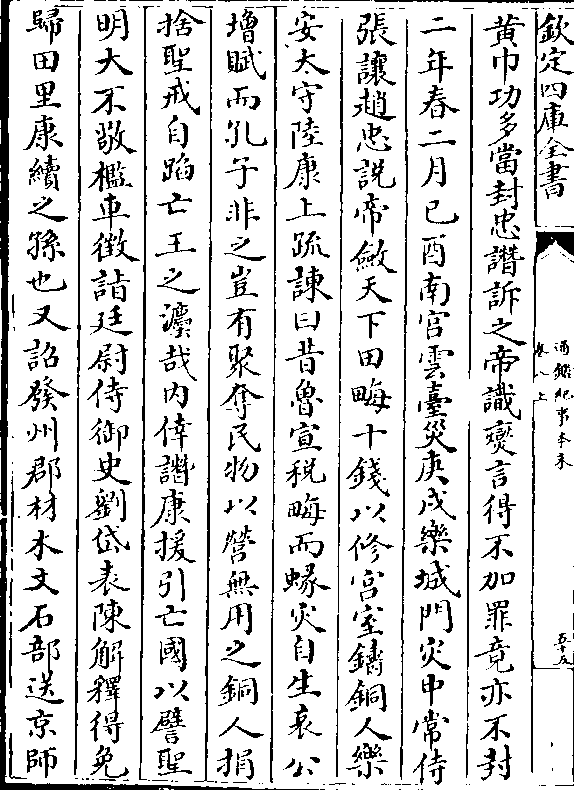 欽定四庫全書
通鑑紀事本末
卷八上
五十五
黄巾功多當封忠譖訴之帝識爕言得不加罪竟亦不封
二年春二月已酉南宫雲臺災庚戌樂城門災中常侍
張讓趙忠説帝斂天下田畮十錢以修宫室鑄銅人樂
安太守陸康上疏諫曰昔魯宣税畮而蝝災自生哀公
增賦而孔子非之豈有聚奪民物以營無用之銅人捐
捨聖戒自蹈亡王之灋哉内倖譖康援引亡國以譬聖
明大不敬檻車徵詣廷尉侍御史劉岱表陳解釋得免
歸田里康續之孫也又詔發州郡材木文石部送京師